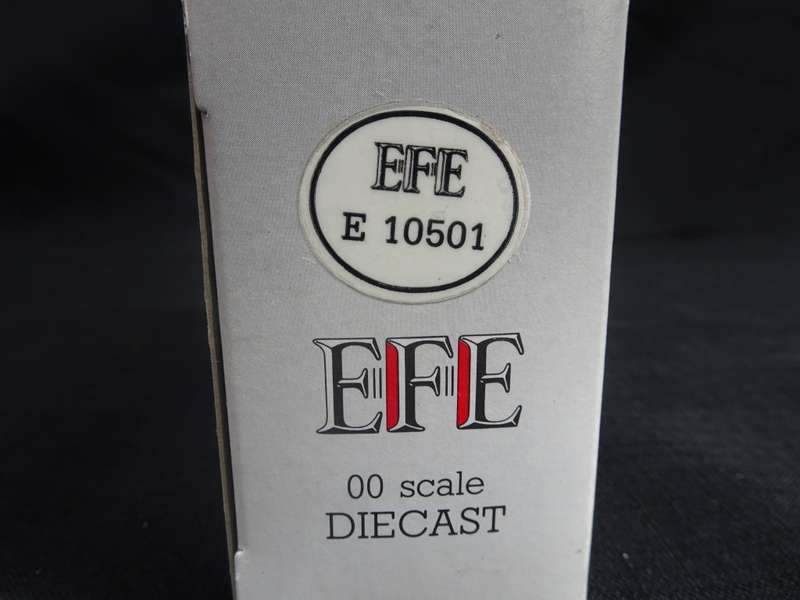 EFE
E 10501
EFE
00 scale
DIECAST